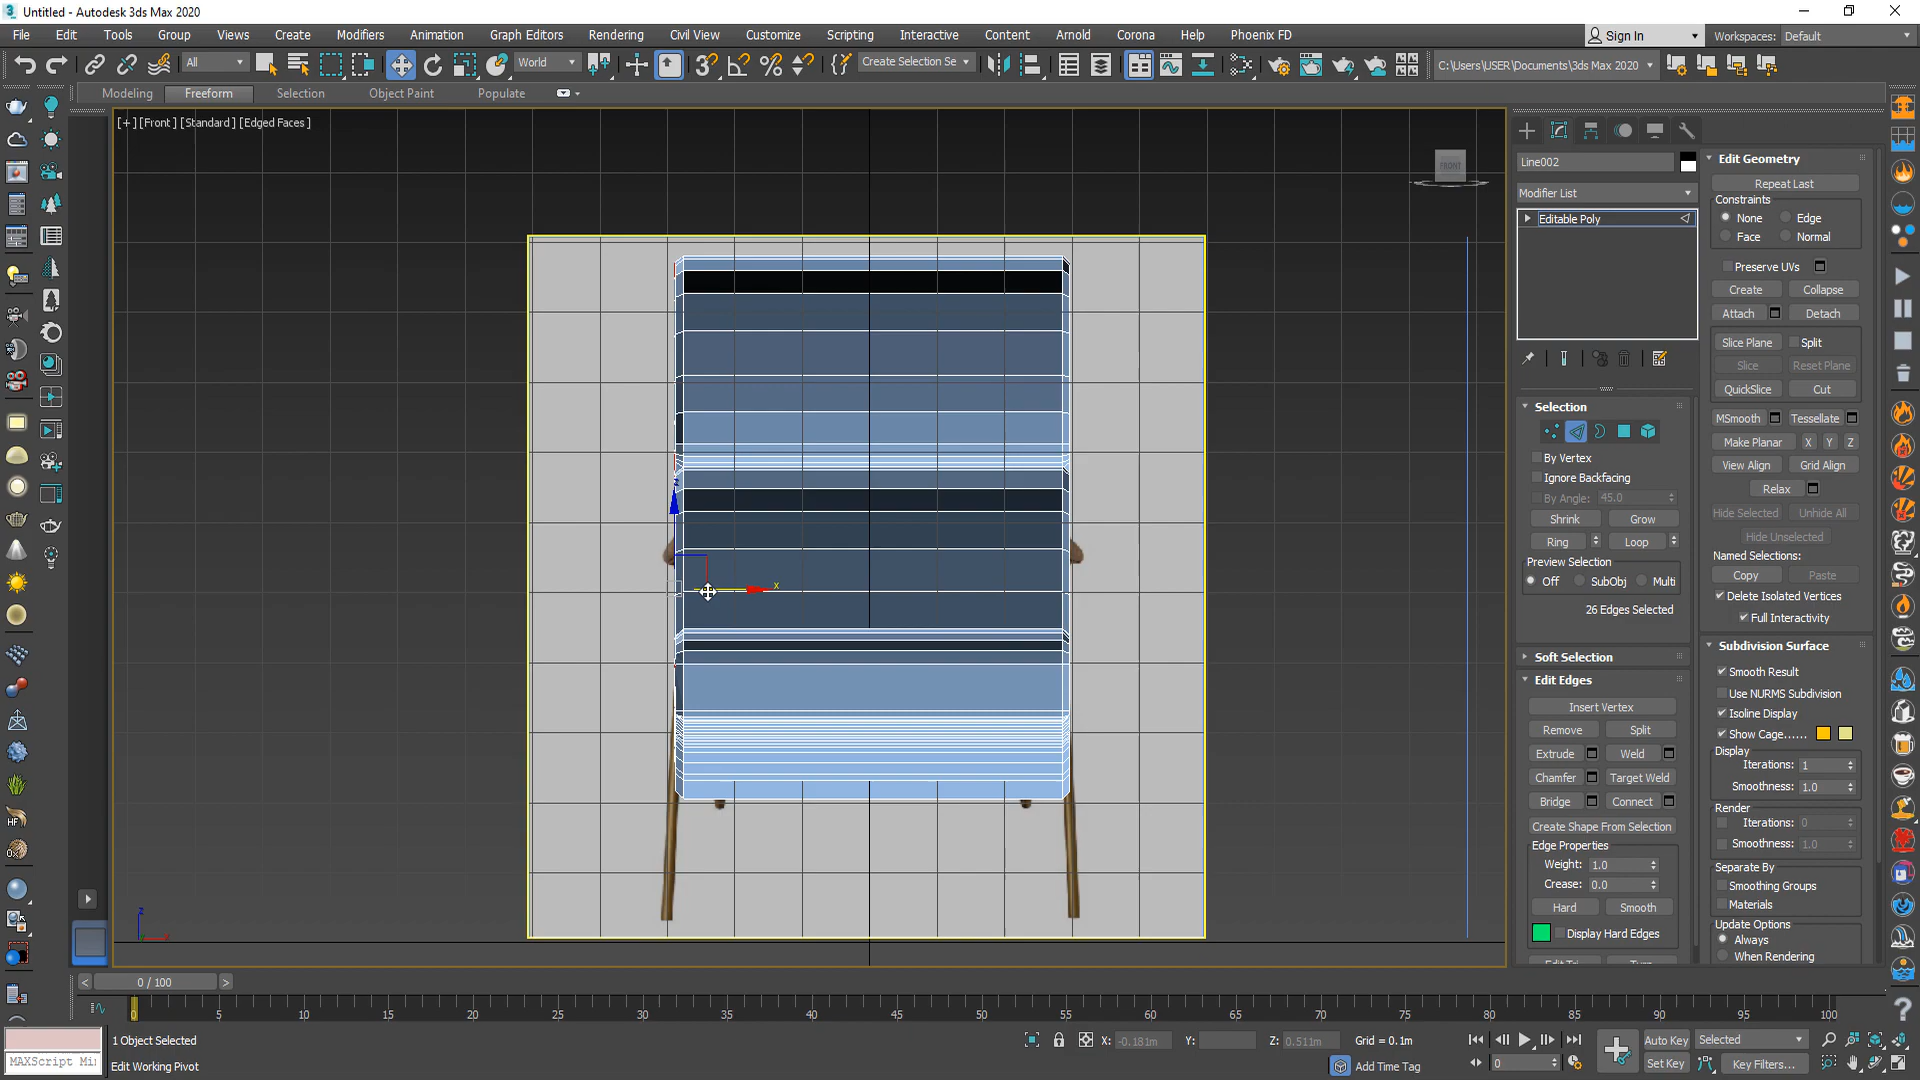 Untitled - Autodesk 3ds Max 2020
File Edit Tools Group Views Create Modifiers Animation Graph Editors Rendering Civil View Customize Scripting Interactive Content Arnold Corona Help Phoenix FD
Sign In Workspaces: Default
All World Create Selection Se C:\Users\USER\Documents\3ds Max 2020
Modeling Freeform Selection Object Paint Populate
[+] [Front] [Standard] [Edged Faces]
FRONT
Line002
Modifier List
Editable Poly
Selection
By Vertex
Ignore Backfacing
By Angle: 45.0
Shrink Grow
Ring Loop
Preview Selection
Off SubObj Multi
26 Edges Selected
Soft Selection
Edit Edges
Insert Vertex
Remove Split
Extrude Weld
Chamfer Target Weld
Bridge Connect
Create Shape From Selection
Edge Properties
Weight: 1.0
Crease: 0.0
Hard Smooth
Display Hard Edges
Edit Geometry
Repeat Last
Constraints
None Edge
Face Normal
Preserve UVs
Create Collapse
Attach Detach
Slice Plane Split
Slice Reset Plane
QuickSlice Cut
MSmooth Tessellate
Make Planar X Y Z
View Align Grid Align
Relax
Hide Selected Unhide All
Hide Unselected
Named Selections:
Copy Paste
Delete Isolated Vertices
Full Interactivity
Subdivision Surface
Smooth Result
Use NURMS Subdivision
Isoline Display
Show Cage......
Display
Iterations: 1
Smoothness: 1.0
Render
Iterations: 0
Smoothness: 1.0
Separate By
Smoothing Groups
Materials
Update Options
Always
When Rendering
z
x
z
0 / 100
0 5 10 15 20 25 30 35 40 45 50 55 60 65 70 75 80 85 90 95 100
1 Object Selected
X: -0.181m Y: Z: 0.511m Grid = 0.1m
Auto Key Selected
MAXScript Mi
Edit Working Pivot
Add Time Tag
0
Set Key Key Filters...